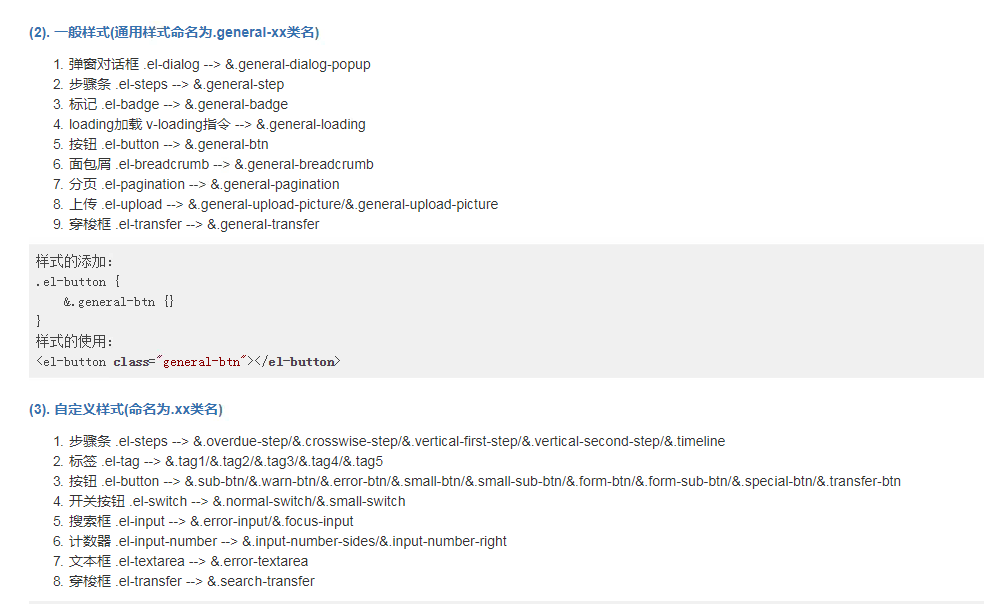 (2). 一般样式(通用样式命名为.general-xx类名)
1. 弹窗对话框 .el-dialog --> &.general-dialog-popup
2. 步骤条 .el-steps --> &.general-step
3. 标记 .el-badge --> &.general-badge
4. loading加载 v-loading指令 --> &.general-loading
5. 按钮 .el-button --> &.general-btn
6. 面包屑 .el-breadcrumb --> &.general-breadcrumb
7. 分页 .el-pagination --> &.general-pagination
8. 上传 .el-upload --> &.general-upload-picture/&.general-upload-picture
9. 穿梭框 .el-transfer --> &.general-transfer
样式的添加:
.el-button {
    &.general-btn {}
}
样式的使用:
<el-button class="general-btn"></el-button>
(3). 自定义样式(命名为.xx类名)
1. 步骤条 .el-steps --> &.overdue-step/&.crosswise-step/&.vertical-first-step/&.vertical-second-step/&.timeline
2. 标签 .el-tag --> &.tag1/&.tag2/&.tag3/&.tag4/&.tag5
3. 按钮 .el-button --> &.sub-btn/&.warn-btn/&.error-btn/&.small-btn/&.small-sub-btn/&.form-btn/&.form-sub-btn/&.special-btn/&.transfer-btn
4. 开关按钮 .el-switch --> &.normal-switch/&.small-switch
5. 搜索框 .el-input --> &.error-input/&.focus-input
6. 计数器 .el-input-number --> &.input-number-sides/&.input-number-right
7. 文本框 .el-textarea --> &.error-textarea
8. 穿梭框 .el-transfer --> &.search-transfer